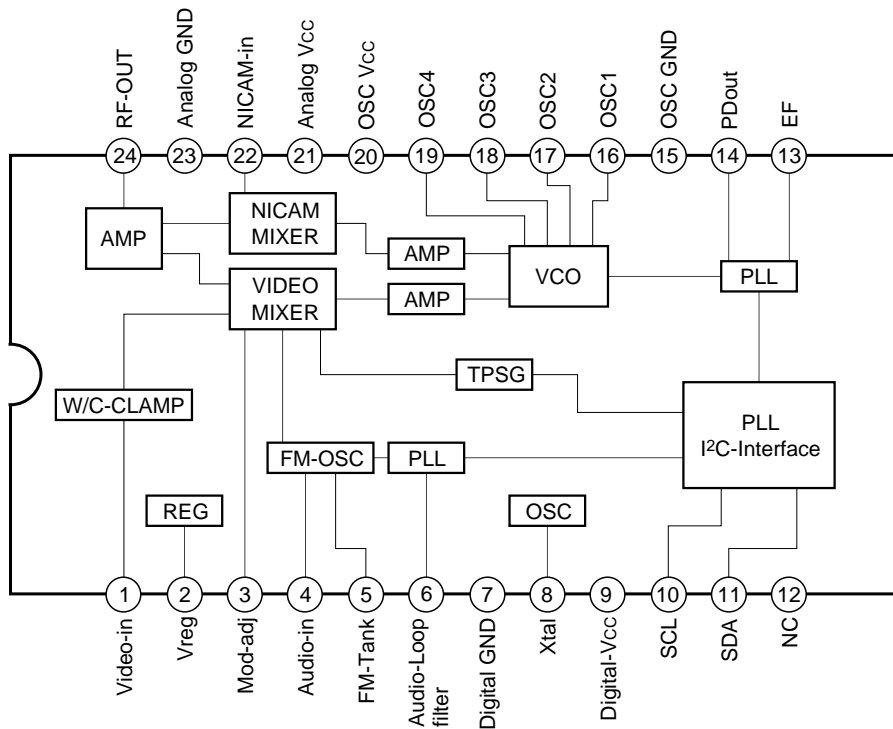 RF-OUT
Analog GND
NICAM-in
Analog Vcc
OSC Vcc
OSC4
OSC3
OSC2
OSC1
OSC GND
PDout
EF
24
23
22
21
20
19
18
17
16
15
14
13
AMP
NICAM
MIXER
AMP
VCO
PLL
VIDEO
MIXER
AMP
W/C-CLAMP
TPSG
PLL
I²C-Interface
FM-OSC
PLL
REG
OSC
1
2
3
4
5
6
7
8
9
10
11
12
Video-in
Vreg
Mod-adj
Audio-in
FM-Tank
Audio-Loop
filter
Digital GND
Xtal
Digital-Vcc
SCL
SDA
NC